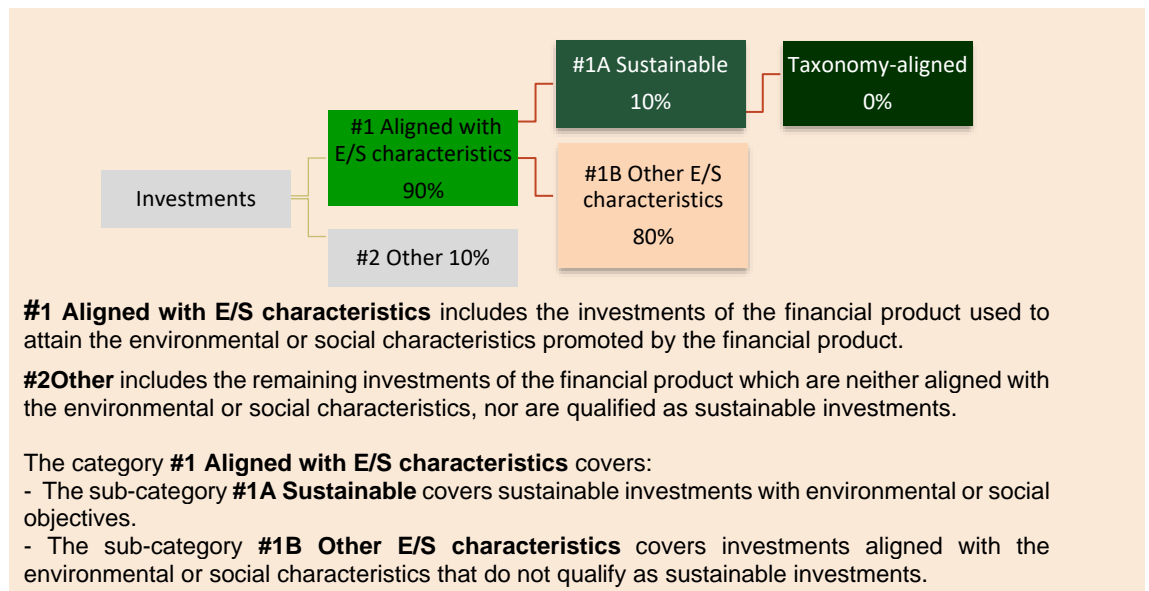 #1A Sustainable
10%
Taxonomy-aligned
0%
#1 Aligned with
E/S characteristics
90%
#1B Other E/S
characteristics
80%
Investments
#2 Other 10%
#1 Aligned with E/S characteristics includes the investments of the financial product used to
attain the environmental or social characteristics promoted by the financial product.
#2Other includes the remaining investments of the financial product which are neither aligned with
the environmental or social characteristics, nor are qualified as sustainable investments.
The category #1 Aligned with E/S characteristics covers:
- The sub-category #1A Sustainable covers sustainable investments with environmental or social
objectives.
- The sub-category #1B Other E/S characteristics covers investments aligned with the
environmental or social characteristics that do not qualify as sustainable investments.